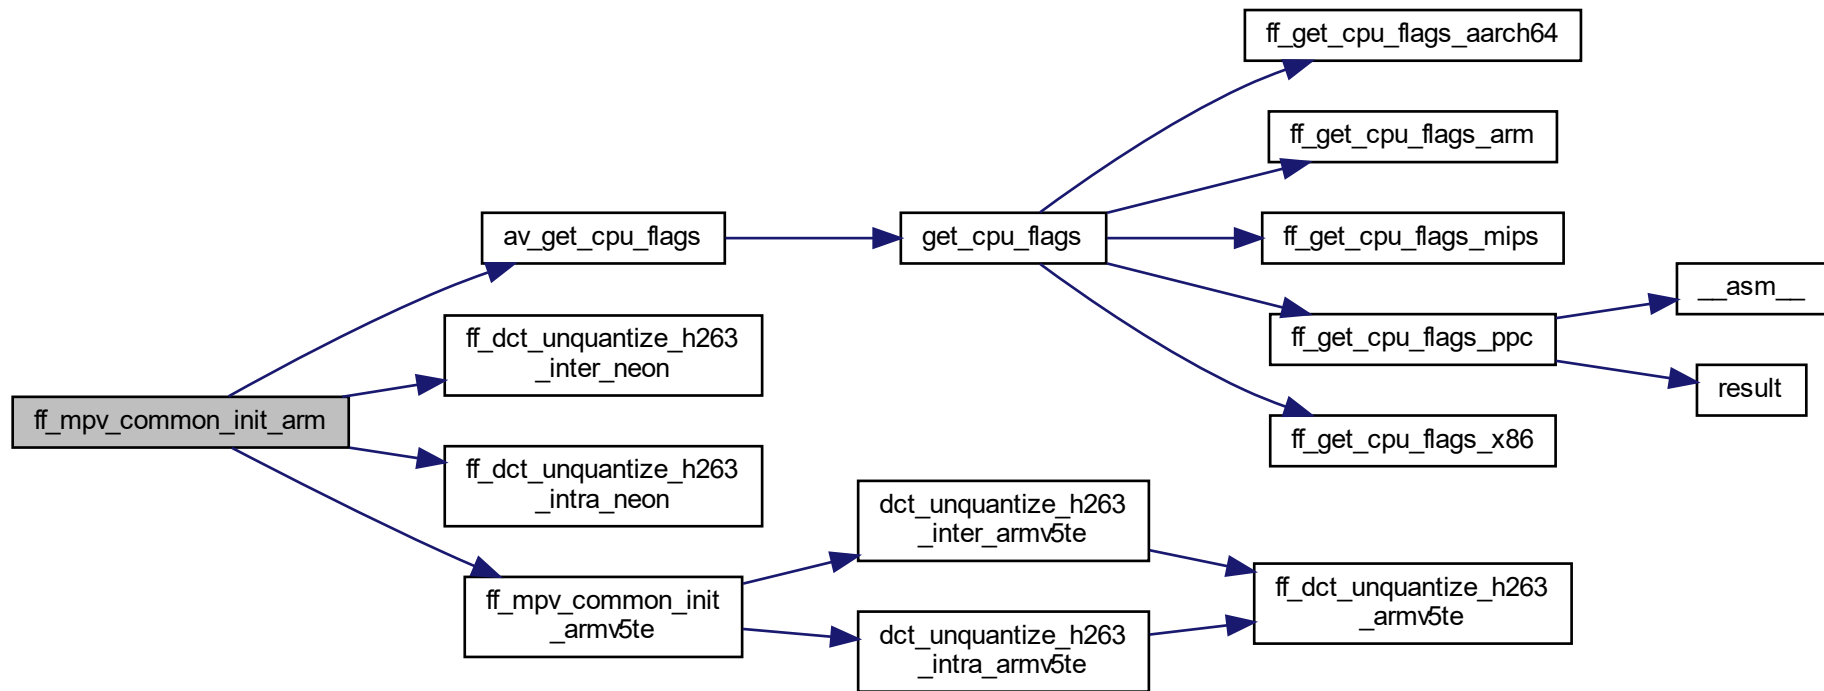 ff_get_cpu_flags_aarch64
ff_get_cpu_flags_arm
av_get_cpu_flags
get_cpu_flags
ff_get_cpu_flags_mips
__asm__
ff_dct_unquantize_h263
_inter_neon
ff_get_cpu_flags_ppc
result
ff_mpv_common_init_arm
ff_get_cpu_flags_x86
ff_dct_unquantize_h263
_intra_neon
dct_unquantize_h263
_inter_armv5te
ff_mpv_common_init
_armv5te
ff_dct_unquantize_h263
_armv5te
dct_unquantize_h263
_intra_armv5te